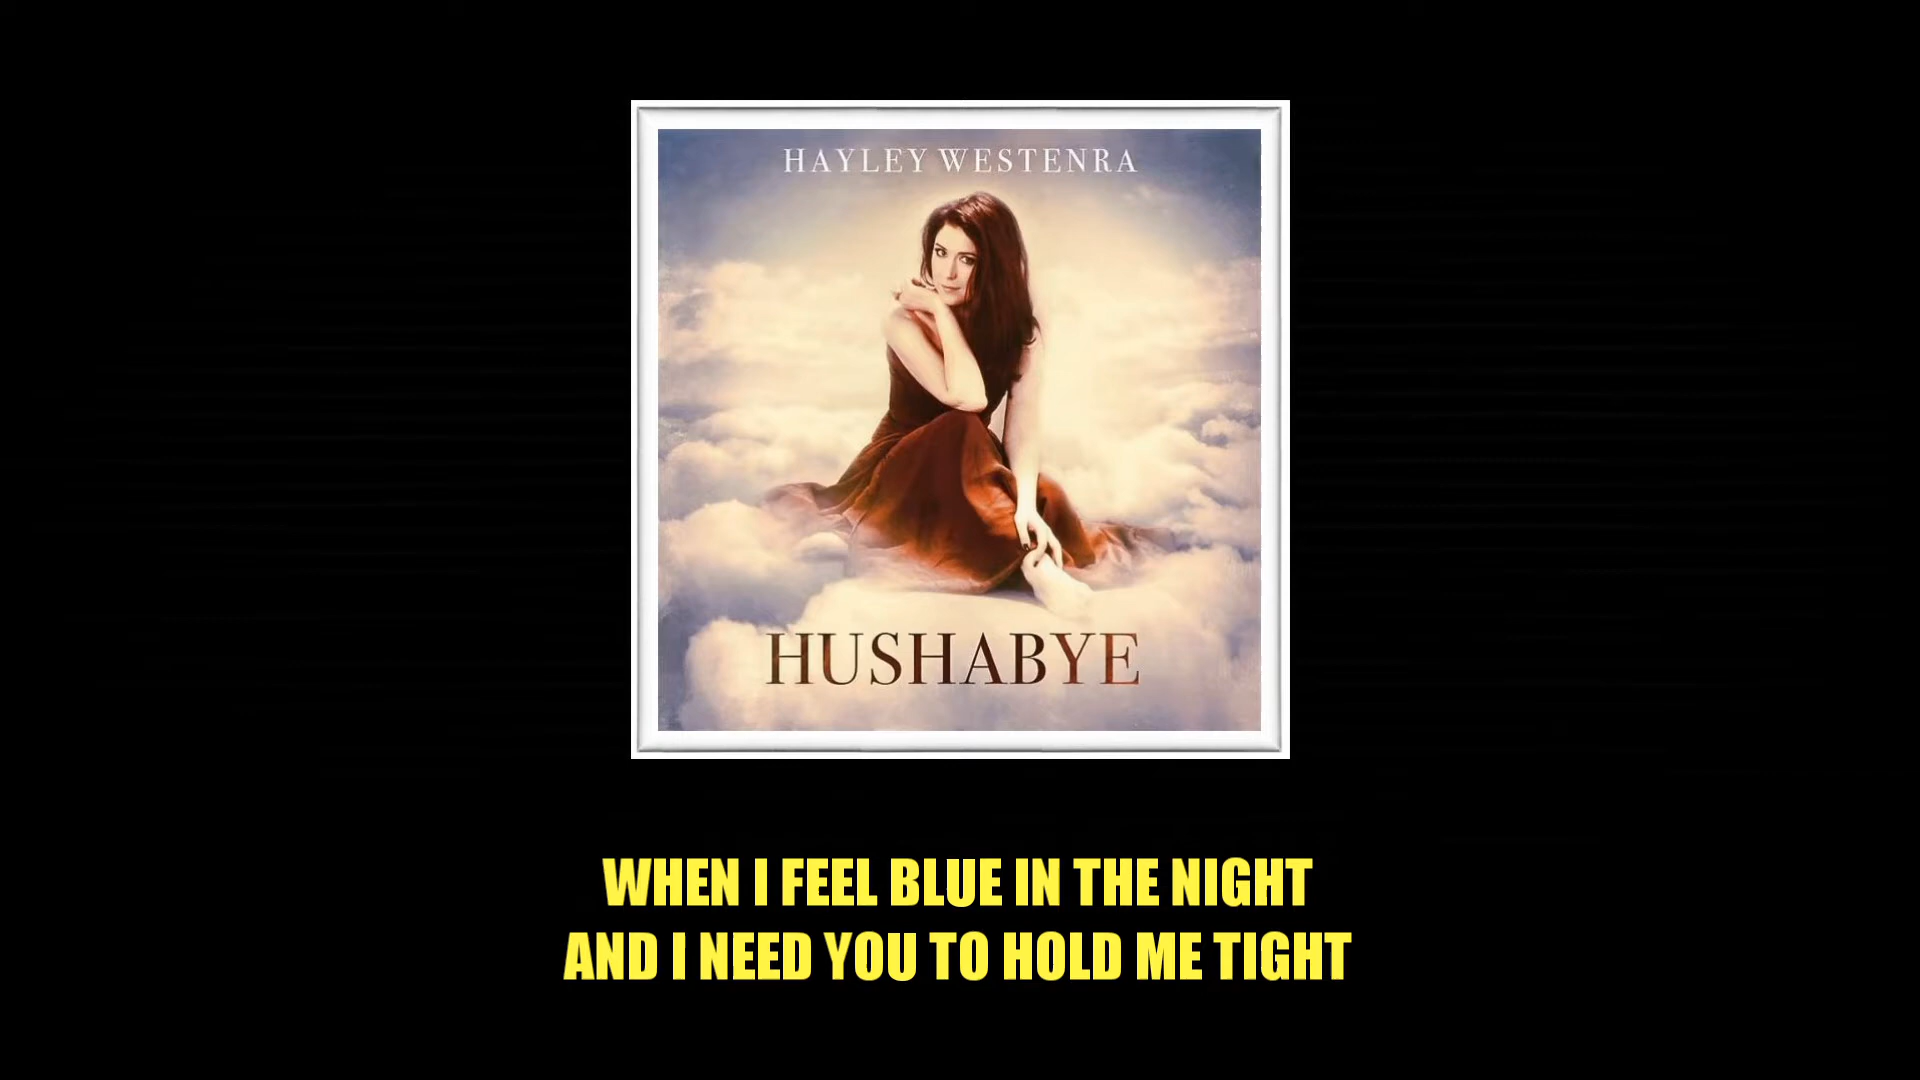 HAYLEY WESTENRA
HUSHABYE
WHEN I FEEL BLUE IN THE NIGHT
AND I NEED YOU TO HOLD ME TIGHT